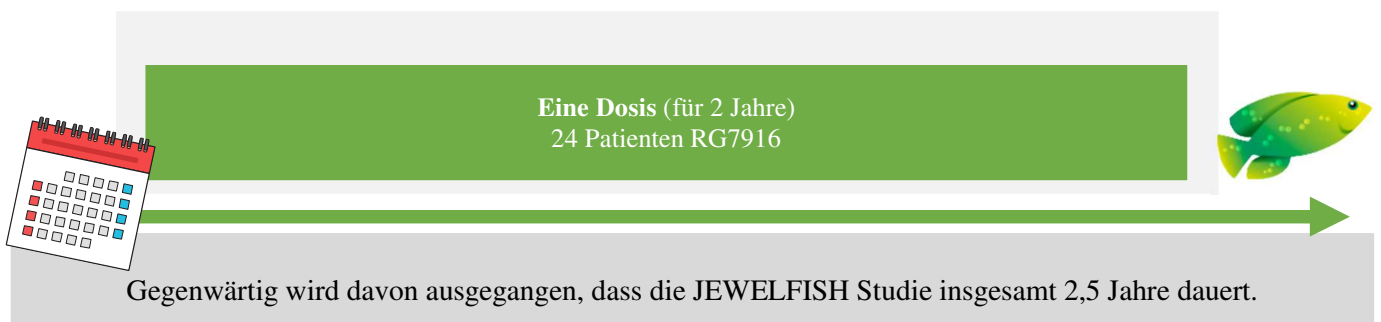 Eine Dosis (für 2 Jahre)
24 Patienten RG7916
Gegenwärtig wird davon ausgegangen, dass die JEWELFISH Studie insgesamt 2,5 Jahre dauert.